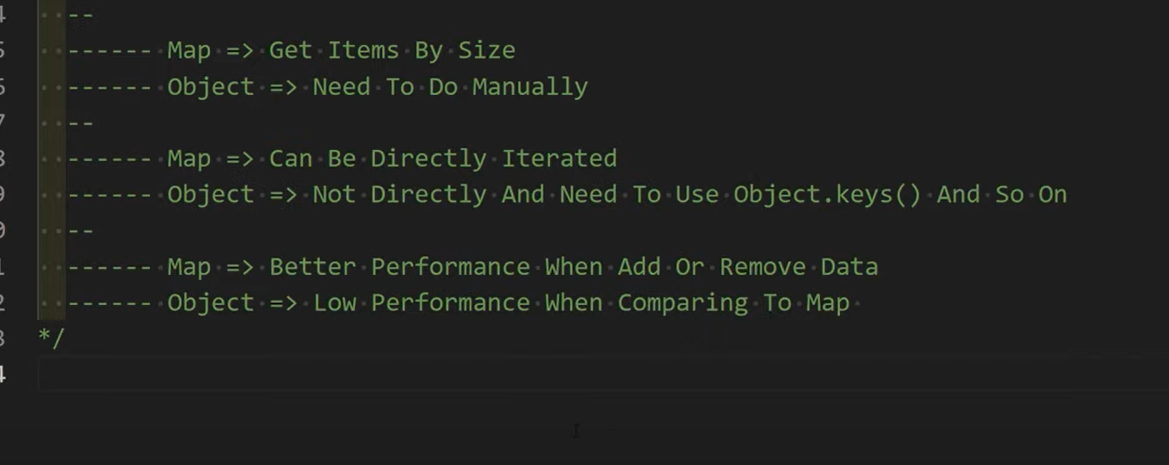 4 --
5 ------ Map => Get Items By Size
6 ------ Object => Need To Do Manually
7 --
8 ------ Map => Can Be Directly Iterated
9 ------ Object => Not Directly And Need To Use Object.keys() And So On
0 --
1 ------ Map => Better Performance When Add Or Remove Data
2 ------ Object => Low Performance When Comparing To Map
3 */
4